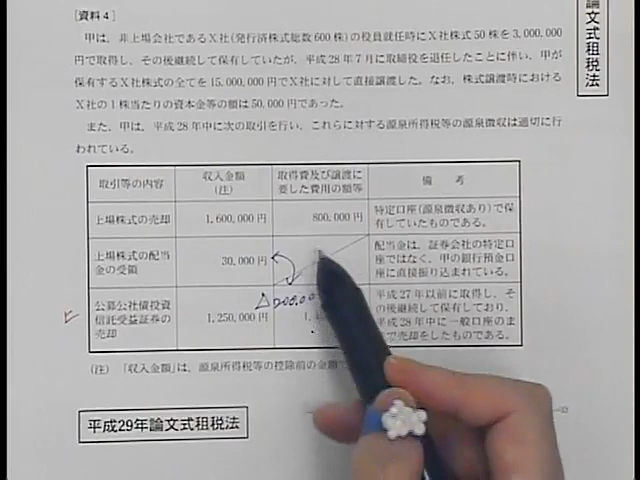 [資料4]
甲は、非上場会社であるX社(発行済株式総数600株)の役員就任時にX社株式50株を3,000,000
円で取得し、その後継続して保有していたが、平成28年7月に取締役を退任したことに伴い、甲が
保有するX社株式の全てを15,000,000円でX社に対して直接譲渡した。なお、株式譲渡時における
X社の1株当たりの資本金等の額は50,000円であった。
また、甲は、平成28年中に次の取引を行い、これらに対する源泉所得税等の源泉徴収は適切に行
われている。
取引等の内容
収入金額
(注)
取得費及び譲渡に
要した費用の額等
備考
上場株式の売却
1,600,000円
800,000円
特定口座(源泉徴収あり)で保
有していたものである。
上場株式の配当
金の受領
30,000円
配当金は、証券会社の特定口
座ではなく、甲の銀行預金口
座に直接振り込まれている。
△200,00
公募公社債投資
信託受益証券の
売却
1,250,000円
1,
平成27年以前に取得し、そ
の後継続して保有しており、
平成28年中に一般口座のま
売却をしたものである。
(注) 「収入金額」は、源泉所得税等の控除前の金額
平成29年論文式租税法
論文式租税法